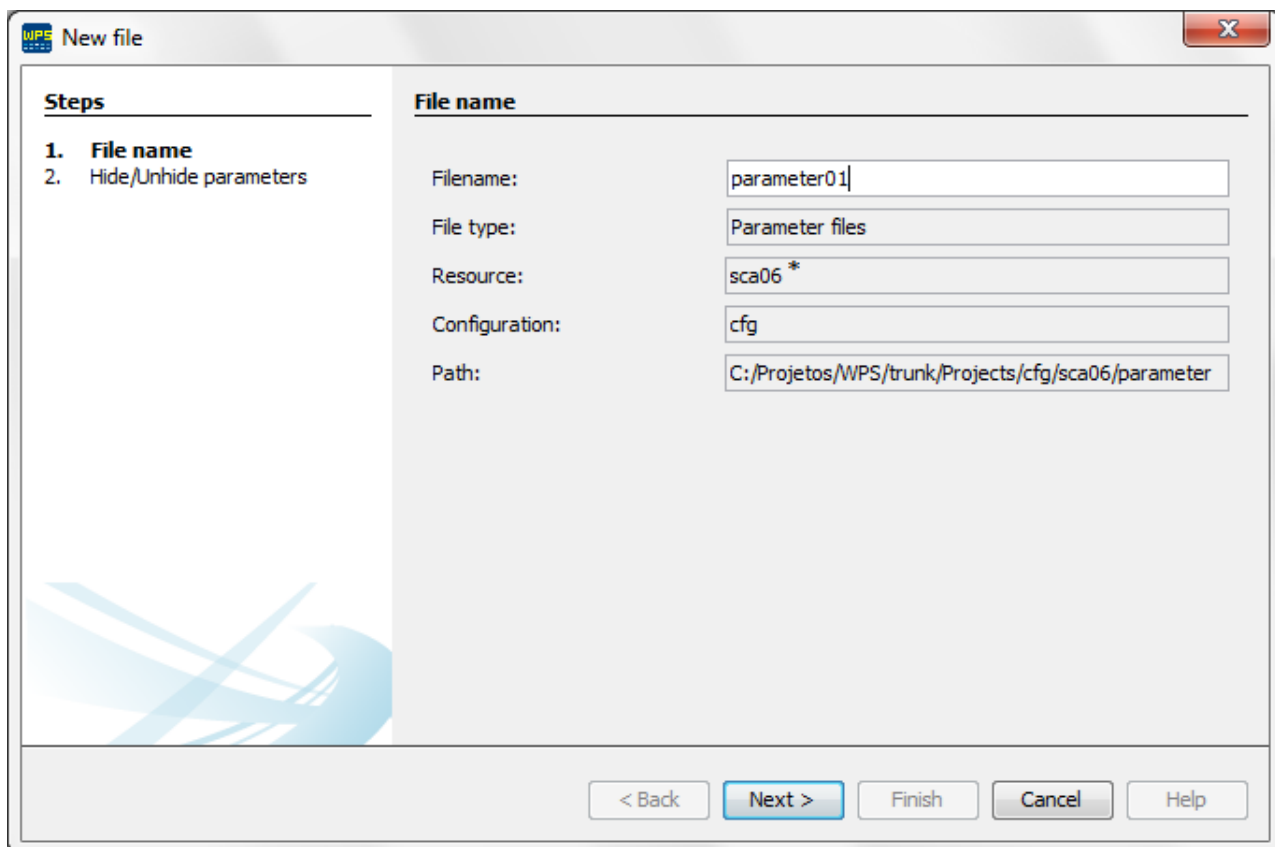 WPS New file
X
Steps
1. File name
2. Hide/Unhide parameters
File name
Filename: parameter01
File type: Parameter files
Resource: sca06 *
Configuration: cfg
Path: C:/Projetos/WPS/trunk/Projects/cfg/sca06/parameter
< Back Next > Finish Cancel Help